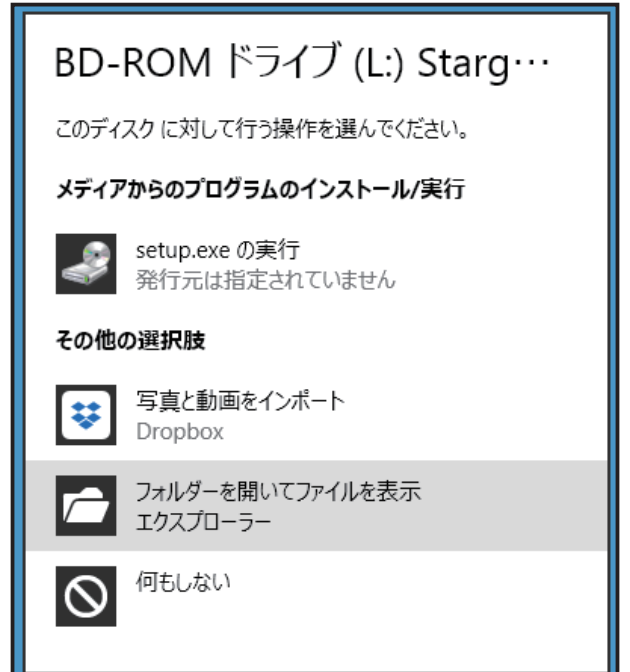 BD-ROM ドライブ (L:) Starg…
このディスク に対して行う操作を選んでください。
メディアからのプログラムのインストール/実行
setup.exe の実行
発行元は指定されていません
その他の選択肢
写真と動画をインポート
Dropbox
フォルダーを開いてファイルを表示
エクスプローラー
何もしない